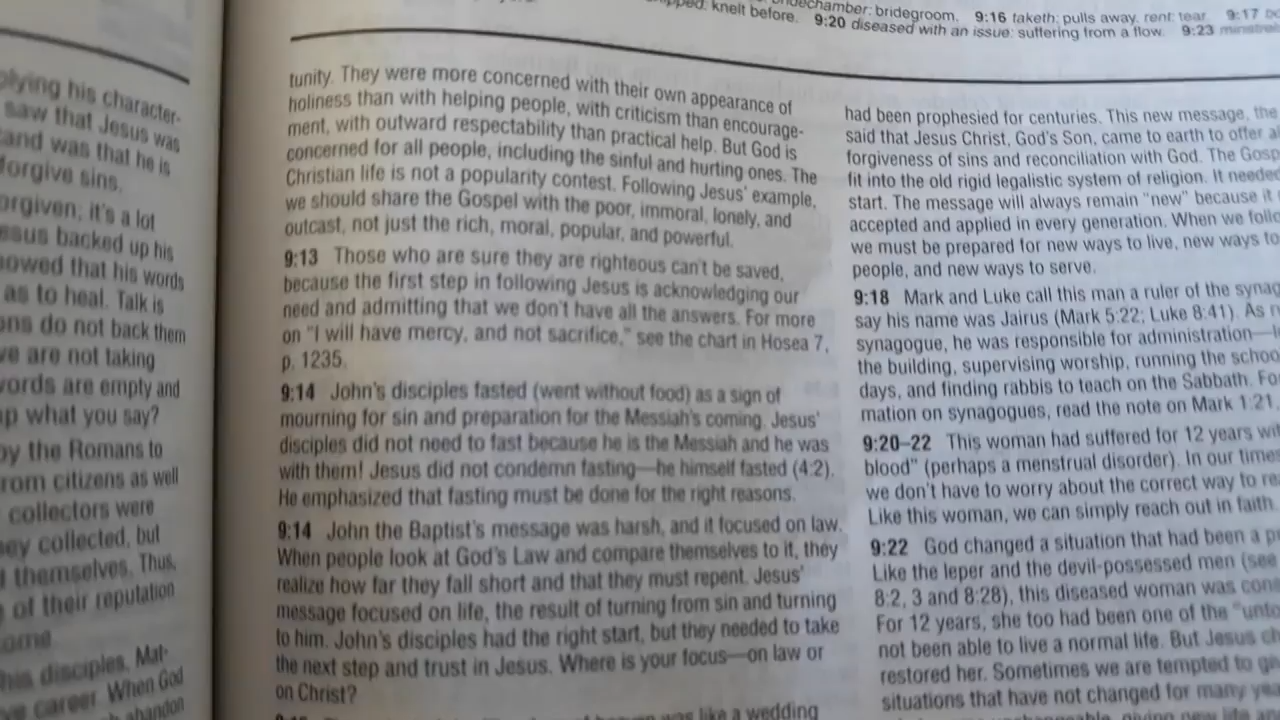 knelt before. 9:20 diseased with an issue: suffering from a flow. 9:23
bridegroom. 9:16 taketh: pulls away. rent: tear. 9:17
plying his character-
saw that Jesus was
and was that he is
forgive sins.
orgiven; it's a lot
esus backed up his
howed that his words
as to heal. Talk is
ons do not back them
ve are not taking
words are empty and
up what you say?
by the Romans to
rom citizens as well
collectors were
ey collected, but
themselves. Thus,
of their reputation
ome.
his disciples. Mat-
ve career. When God
abandon
tunity. They were more concerned with their own appearance of
holiness than with helping people, with criticism than encourage-
ment, with outward respectability than practical help. But God is
concerned for all people, including the sinful and hurting ones. The
Christian life is not a popularity contest. Following Jesus' example,
we should share the Gospel with the poor, immoral, lonely, and
outcast, not just the rich, moral, popular, and powerful.
9:13 Those who are sure they are righteous can't be saved,
because the first step in following Jesus is acknowledging our
need and admitting that we don't have all the answers. For more
on "I will have mercy, and not sacrifice," see the chart in Hosea 7,
p. 1235.
9:14 John's disciples fasted (went without food) as a sign of
mourning for sin and preparation for the Messiah's coming. Jesus'
disciples did not need to fast because he is the Messiah and he was
with them! Jesus did not condemn fasting—he himself fasted (4:2).
He emphasized that fasting must be done for the right reasons.
9:14 John the Baptist's message was harsh, and it focused on law.
When people look at God's Law and compare themselves to it, they
realize how far they fall short and that they must repent. Jesus'
message focused on life, the result of turning from sin and turning
to him. John's disciples had the right start, but they needed to take
the next step and trust in Jesus. Where is your focus—on law or
on Christ?
was like a wedding
had been prophesied for centuries. This new message, the
said that Jesus Christ, God's Son, came to earth to offer a
forgiveness of sins and reconciliation with God. The Gosp
fit into the old rigid legalistic system of religion. It needed
start. The message will always remain "new" because it
accepted and applied in every generation. When we follo
we must be prepared for new ways to live, new ways to
people, and new ways to serve.
9:18 Mark and Luke call this man a ruler of the synag
say his name was Jairus (Mark 5:22; Luke 8:41). As
synagogue, he was responsible for administration—
the building, supervising worship, running the schoo
days, and finding rabbis to teach on the Sabbath. Fo
mation on synagogues, read the note on Mark 1:21.
9:20–22 This woman had suffered for 12 years wit
blood" (perhaps a menstrual disorder). In our times
we don't have to worry about the correct way to re
Like this woman, we can simply reach out in faith.
9:22 God changed a situation that had been a p
Like the leper and the devil-possessed men (see
8:2, 3 and 8:28), this diseased woman was con
For 12 years, she too had been one of the "unto
not been able to live a normal life. But Jesus ch
restored her. Sometimes we are tempted to gi
situations that have not changed for many yea
giving new life